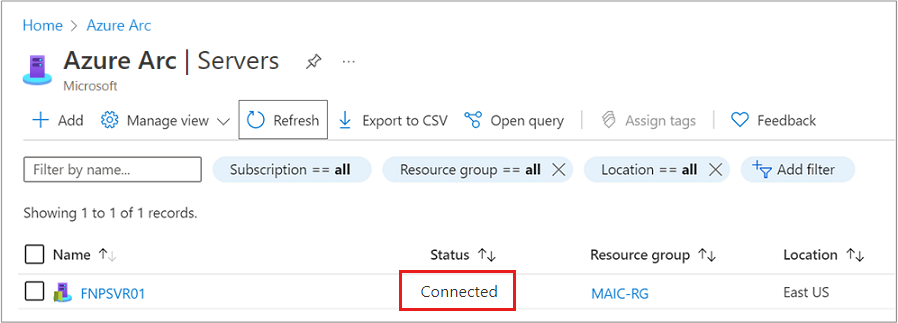 Home > Azure Arc
Azure Arc | Servers
Microsoft
Add Manage view Refresh Export to CSV Open query Assign tags Feedback
Filter by name... Subscription == all Resource group == all Location == all Add filter
Showing 1 to 1 of 1 records.
Name Status Resource group Location
FNPSVR01 Connected MAIC-RG East US